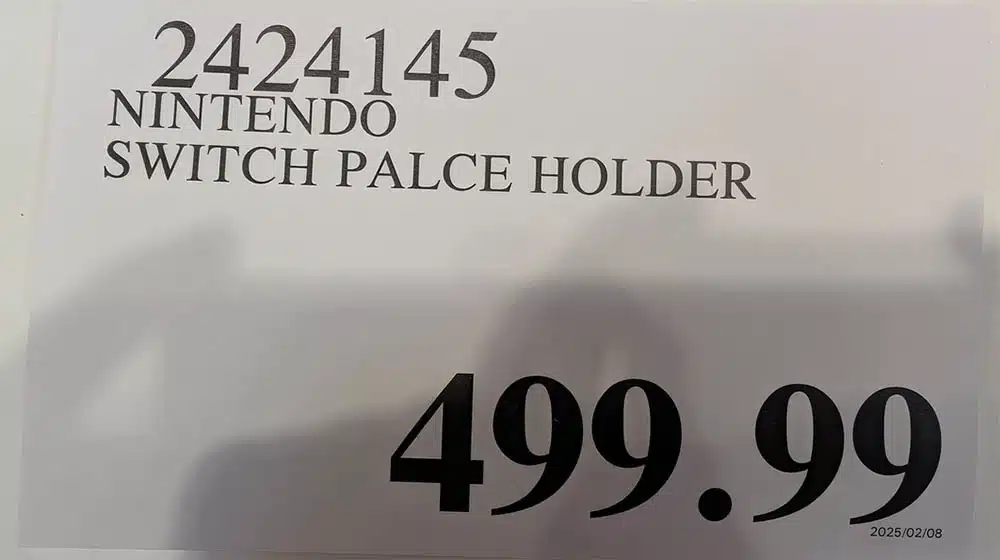 2424145
NINTENDO
SWITCH PALCE HOLDER
499.99
2025/02/08